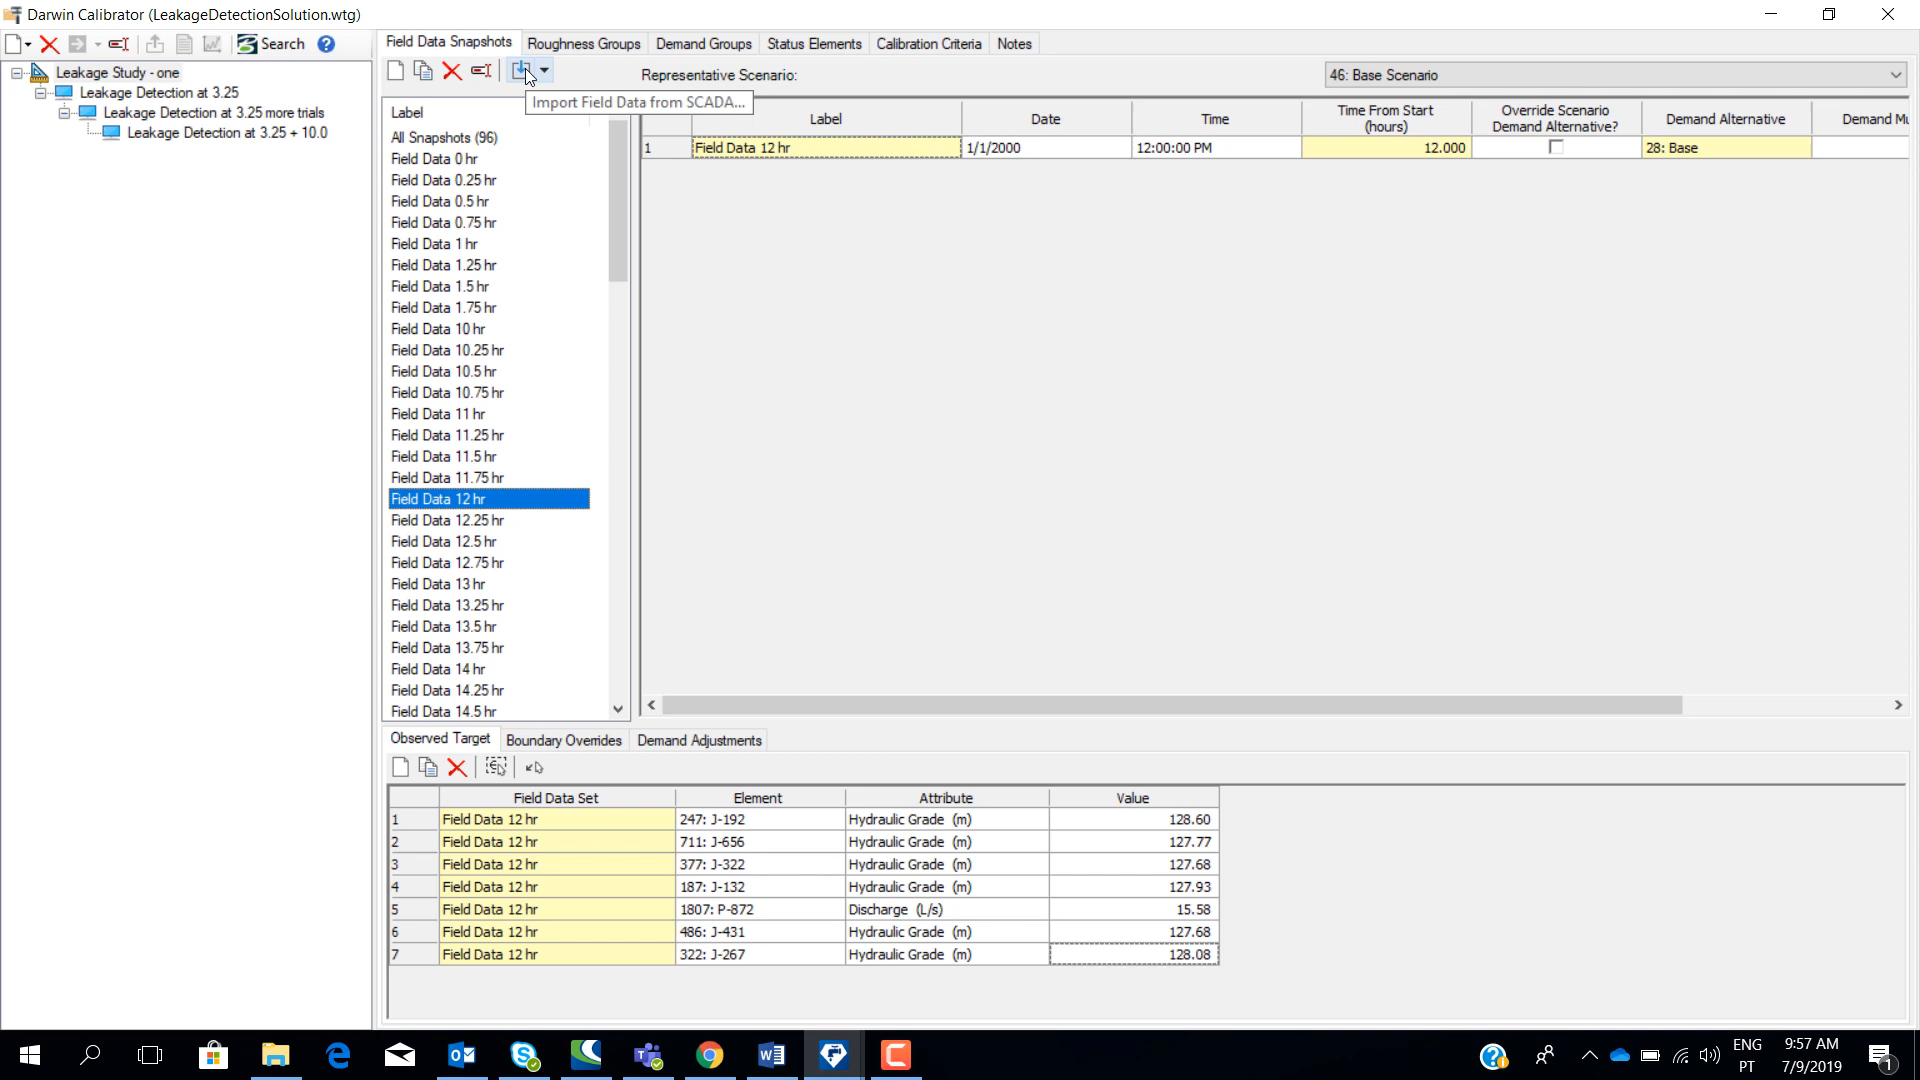 Darwin Calibrator (LeakageDetectionSolution.wtg)
Search
Leakage Study - one
Leakage Detection at 3.25
Leakage Detection at 3.25 more trials
Leakage Detection at 3.25 + 10.0
Field Data Snapshots Roughness Groups Demand Groups Status Elements Calibration Criteria Notes
Import Field Data from SCADA...
Representative Scenario: 46: Base Scenario
Label
All Snapshots (96)
Field Data 0 hr
Field Data 0.25 hr
Field Data 0.5 hr
Field Data 0.75 hr
Field Data 1 hr
Field Data 1.25 hr
Field Data 1.5 hr
Field Data 1.75 hr
Field Data 10 hr
Field Data 10.25 hr
Field Data 10.5 hr
Field Data 10.75 hr
Field Data 11 hr
Field Data 11.25 hr
Field Data 11.5 hr
Field Data 11.75 hr
Field Data 12 hr
Field Data 12.25 hr
Field Data 12.5 hr
Field Data 12.75 hr
Field Data 13 hr
Field Data 13.25 hr
Field Data 13.5 hr
Field Data 13.75 hr
Field Data 14 hr
Field Data 14.25 hr
Field Data 14.5 hr
Label Date Time Time From Start (hours) Override Scenario Demand Alternative? Demand Alternative Demand Mu
1 Field Data 12 hr 1/1/2000 12:00:00 PM 12.000 28: Base
Observed Target Boundary Overrides Demand Adjustments
Field Data Set Element Attribute Value
1 Field Data 12 hr 247: J-192 Hydraulic Grade (m) 128.60
2 Field Data 12 hr 711: J-656 Hydraulic Grade (m) 127.77
3 Field Data 12 hr 377: J-322 Hydraulic Grade (m) 127.68
4 Field Data 12 hr 187: J-132 Hydraulic Grade (m) 127.93
5 Field Data 12 hr 1807: P-872 Discharge (L/s) 15.58
6 Field Data 12 hr 486: J-431 Hydraulic Grade (m) 127.68
7 Field Data 12 hr 322: J-267 Hydraulic Grade (m) 128.08
ENG 9:57 AM
PT 7/9/2019 1